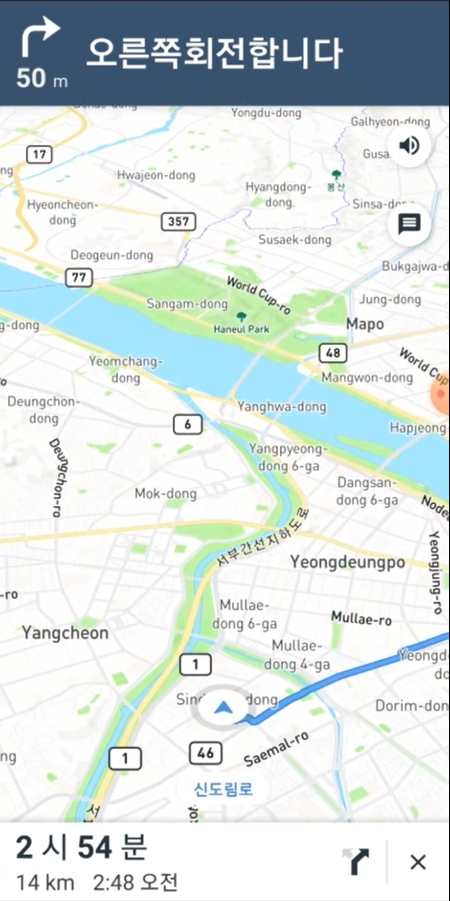 50 m
오른쪽회전합니다
Yongdu-dong
Galhyeon-dong
17
Gusa
Hwajeon-dong
Hyangdong-
dong
봉산
Hyeoncheon-
dong
357
Sinsa-dong
Susaek-dong
Deogeun-dong
77
Bukgajwa-d
World Cup-ro
Sangam-dong
Jung-dong
Haneul Park
Mapo
g-dong
48
World Cup
Yeomchang-
dong
Mangwon-dong
Deungchon-
dong
Yanghwa-dong
6
Hapjeong
Deungchon-ro
Yangpyeong-
dong 6-ga
Mok-dong
Dangsan-
dong 6-ga
서부간선지하도로
Yeongjung-ro
Yeongdeungpo
-ro
Mullae-
dong 6-ga
Mullae-ro
Yangcheon
Mullae-
dong 4-ga
1
Yeongd
do
dong
Dorim-don
46
Saemal-ro
1
ng
신도림로
2 시 54 분
14 km 2:48 오전